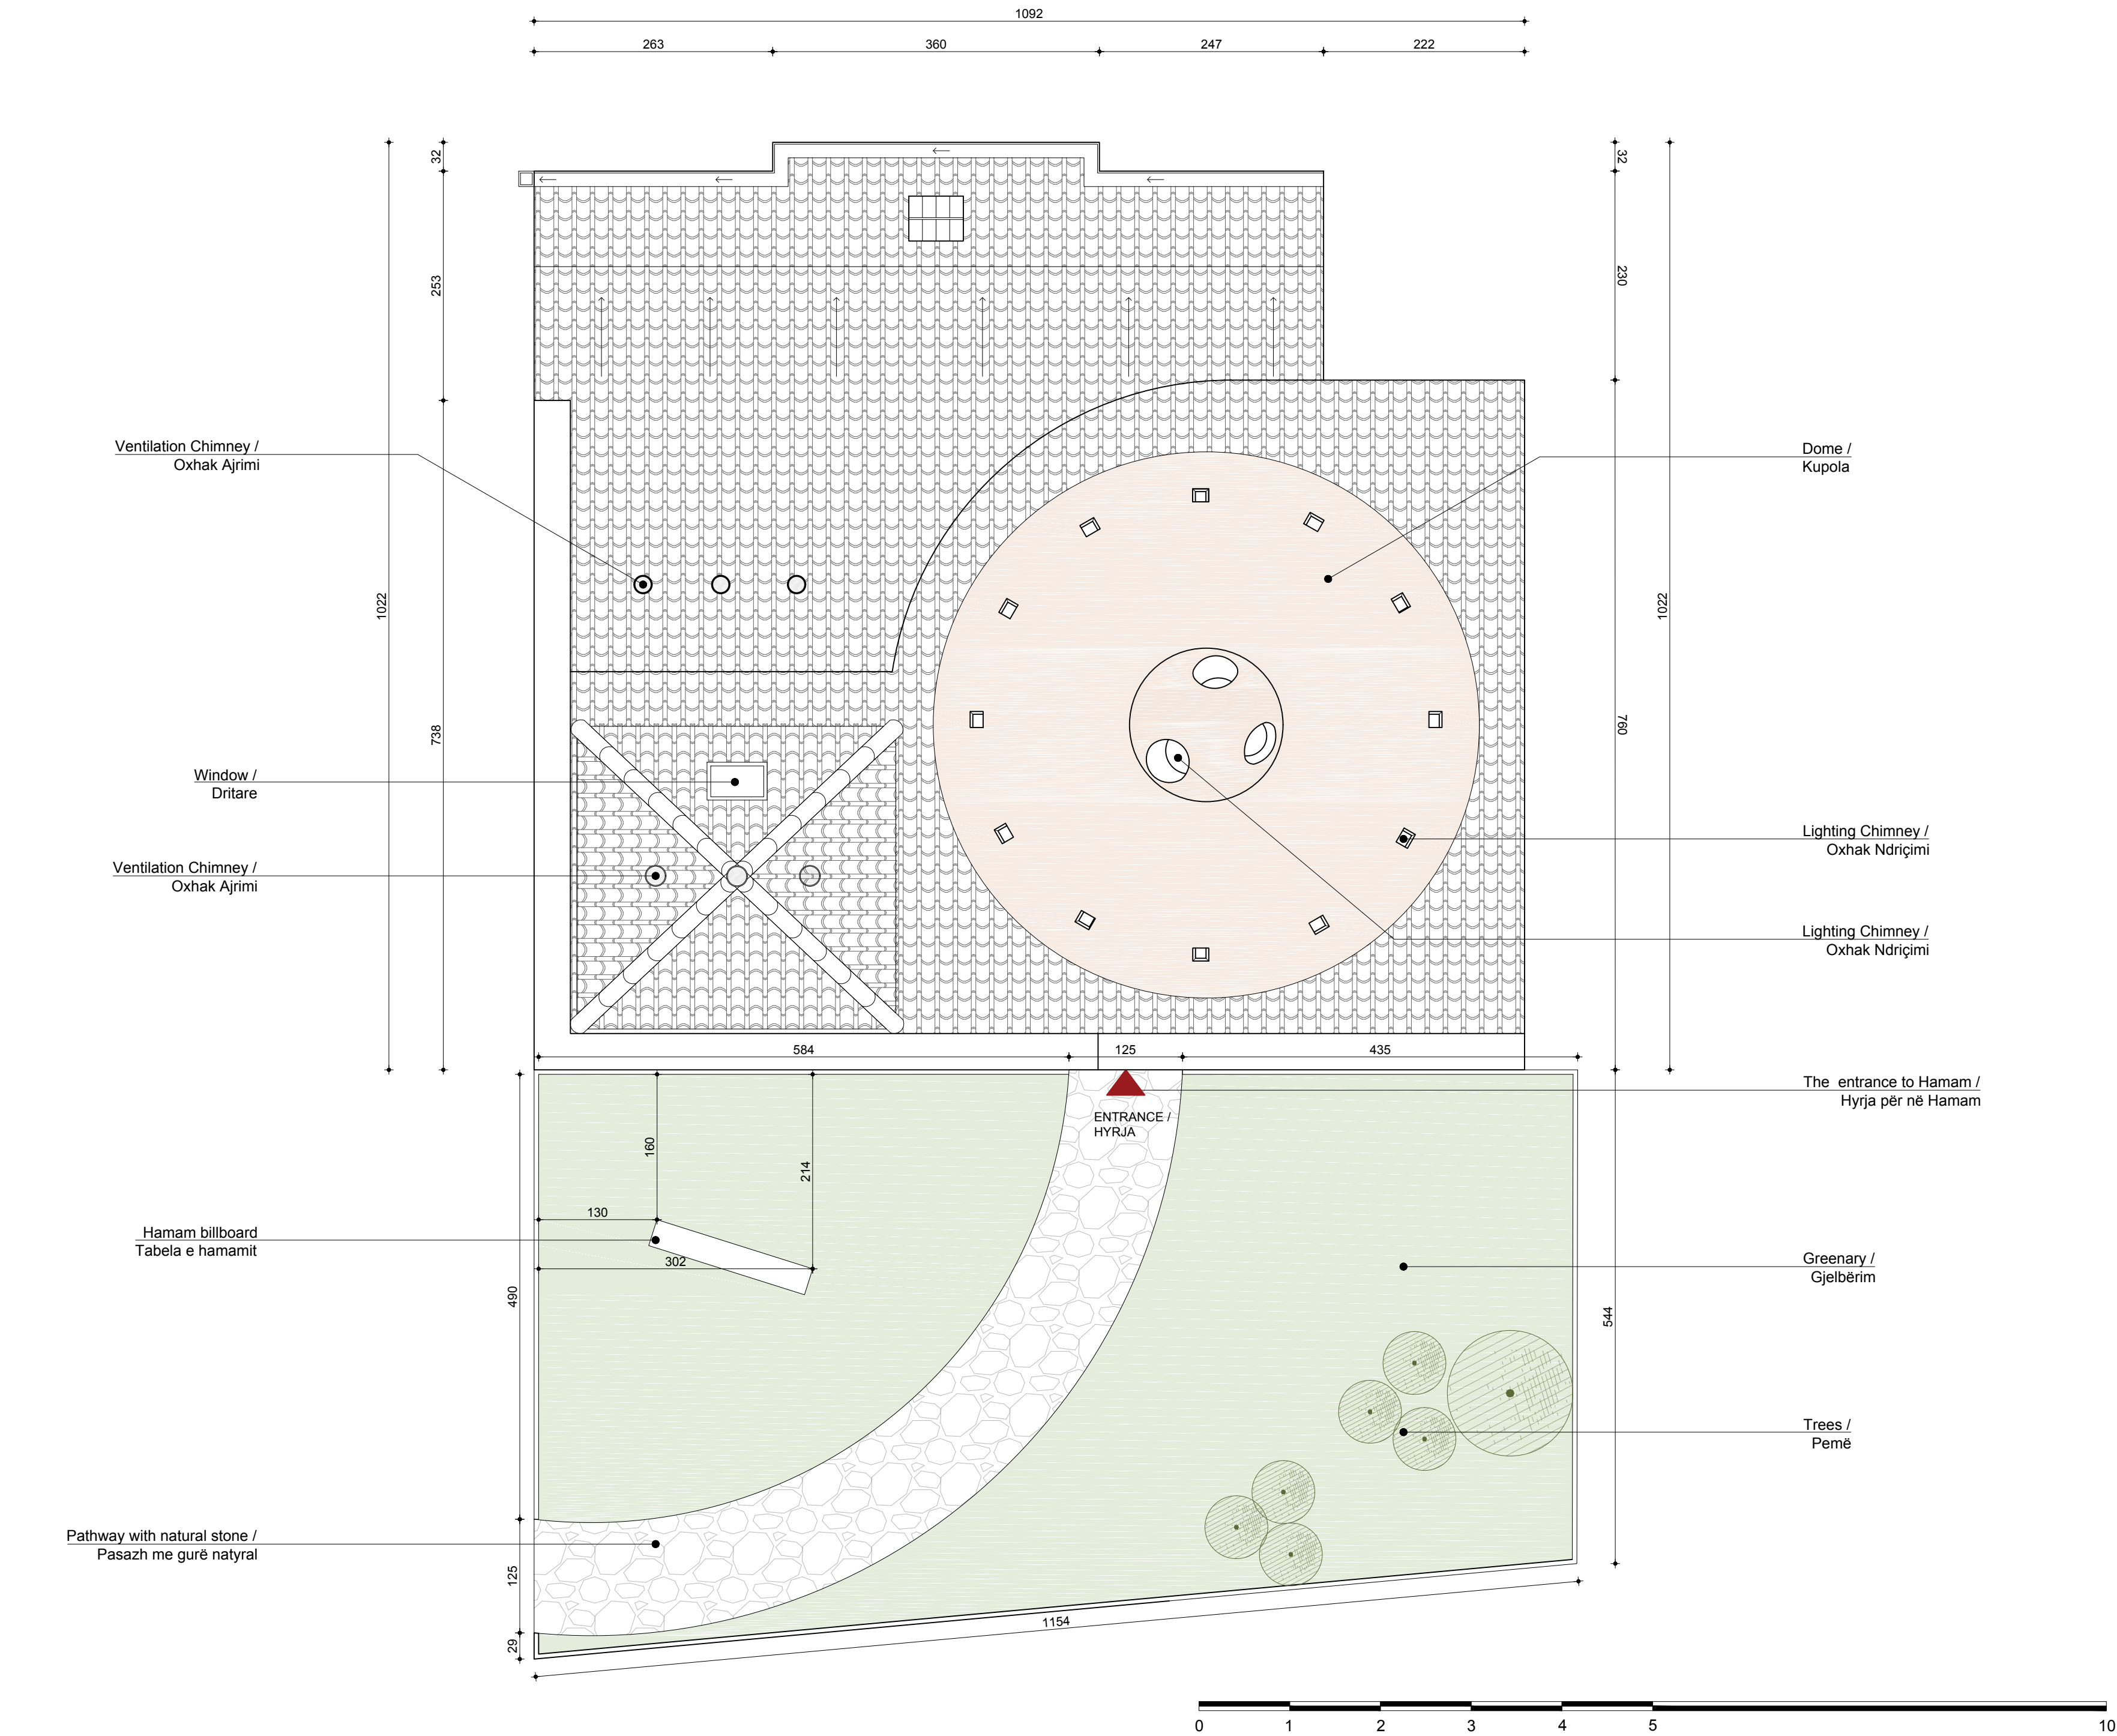 1092
263
360
247
222
32
253
1022
738
32
230
1022
760
Ventilation Chimney /
Oxhak Ajrimi
Dome /
Kupola
Window /
Dritare
Ventilation Chimney /
Oxhak Ajrimi
Lighting Chimney /
Oxhak Ndriçimi
Lighting Chimney /
Oxhak Ndriçimi
584
125
435
The entrance to Hamam /
Hyrja për në Hamam
ENTRANCE /
HYRJA
160
214
130
302
Hamam billboard
Tabela e hamamit
Greenary /
Gjelbërim
490
544
Trees /
Pemë
Pathway with natural stone /
Pasazh me gurë natyral
125
29
1154
0 1 2 3 4 5 10